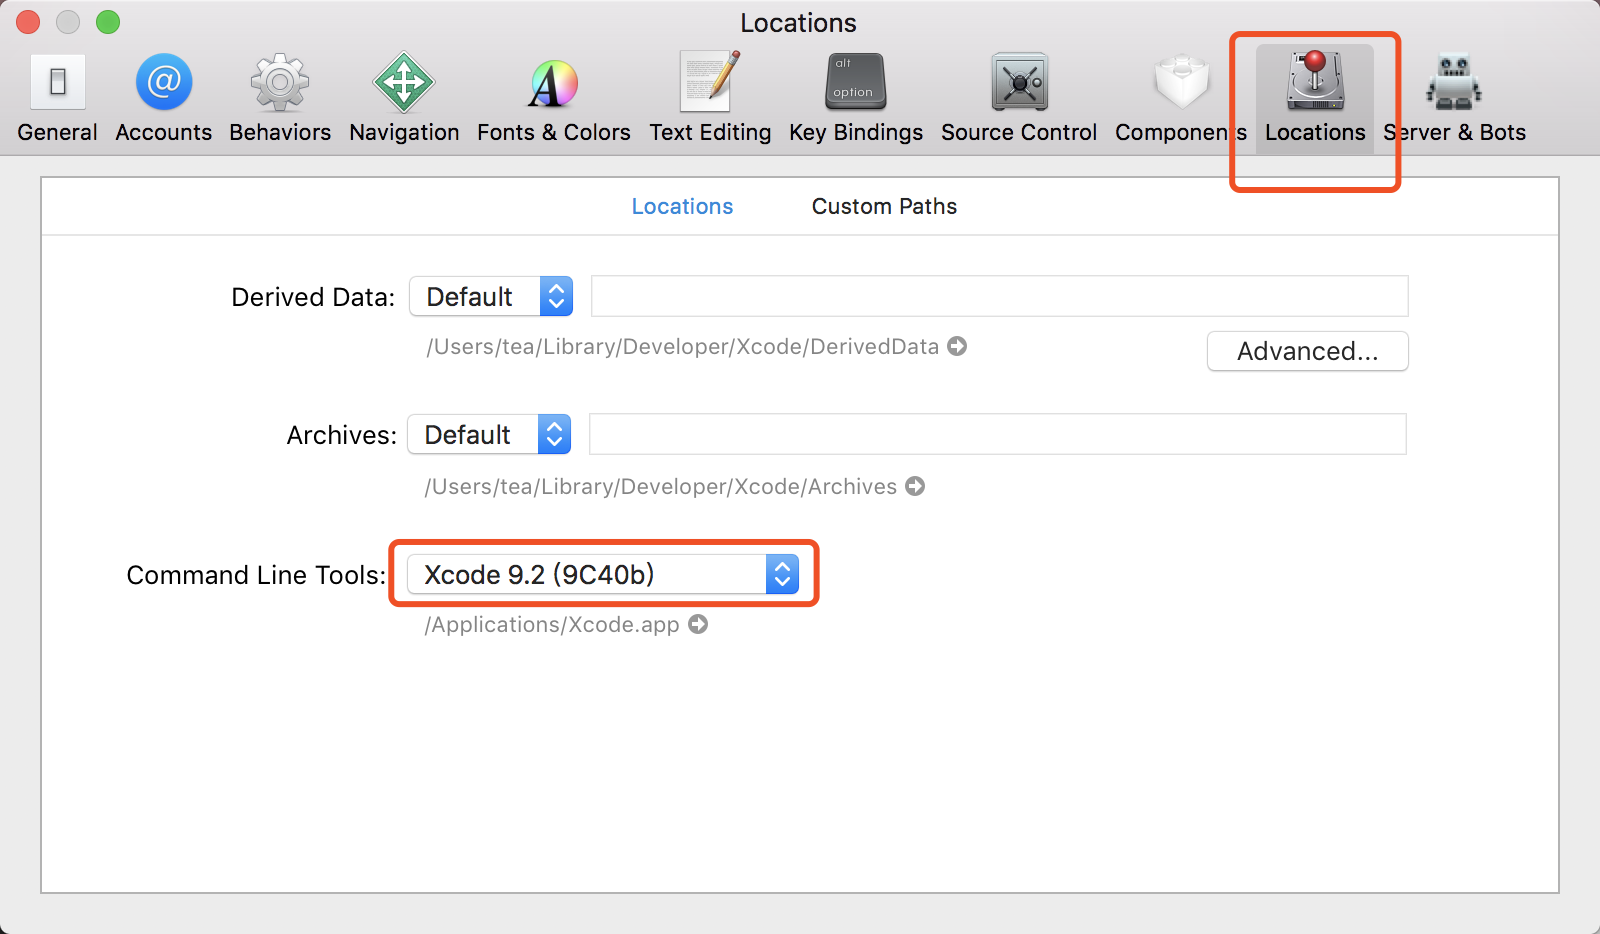 Locations
alt
option
@
A
General Accounts Behaviors Navigation Fonts & Colors Text Editing Key Bindings Source Control Components Locations Server & Bots
Locations Custom Paths
Derived Data: Default
/Users/tea/Library/Developer/Xcode/DerivedData
Advanced...
Archives: Default
/Users/tea/Library/Developer/Xcode/Archives
Command Line Tools: Xcode 9.2 (9C40b)
/Applications/Xcode.app